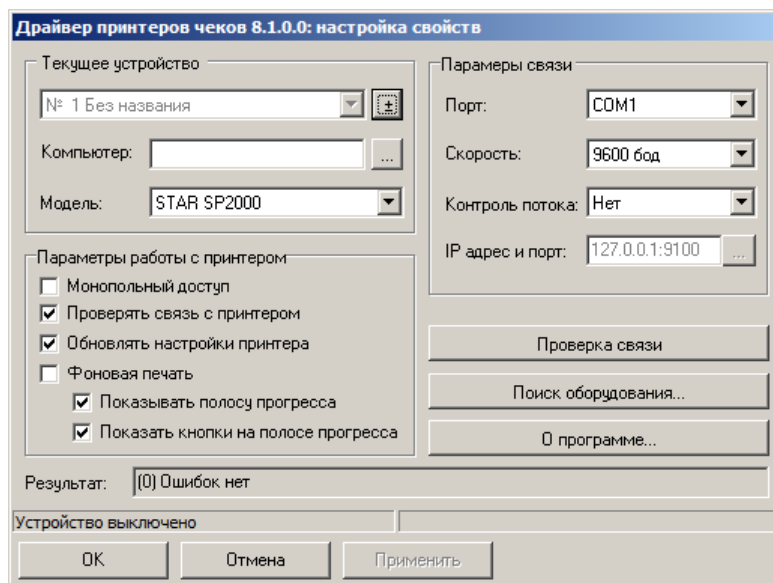 Драйвер принтеров чеков 8.1.0.0: настройка свойств
Текущее устройство
№ 1 Без названия
±
Компьютер:
...
Модель:
STAR SP2000
Парамеры связи
Порт:
COM1
Скорость:
9600 бод
Контроль потока:
Нет
IP адрес и порт:
127.0.0.1:9100
...
Параметры работы с принтером
Монопольный доступ
Проверять связь с принтером
Обновлять настройки принтера
Фоновая печать
Показывать полосу прогресса
Показать кнопки на полосе прогресса
Проверка связи
Поиск оборудования...
О программе...
Результат:
(0) Ошибок нет
Устройство выключено
OK
Отмена
Применить